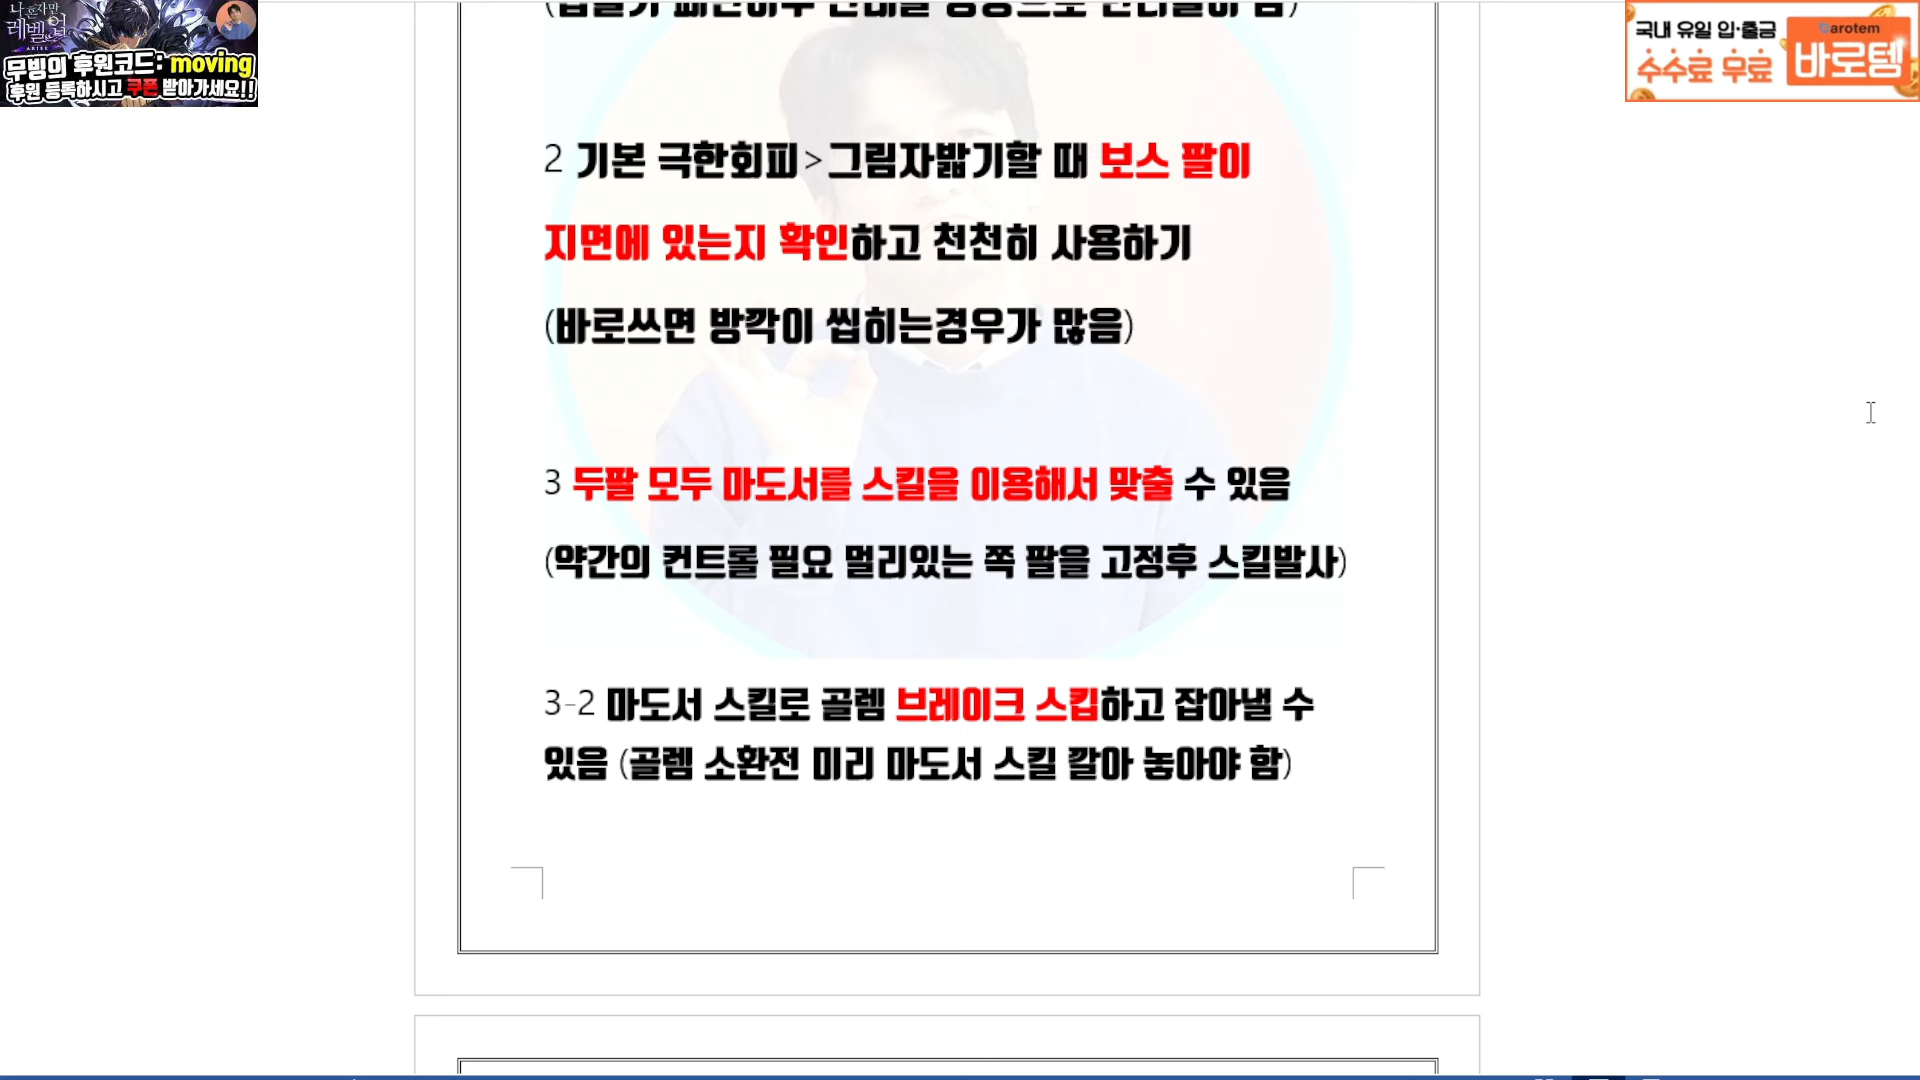 나 혼자만
레벨업
ARISE
무빙의 후원코드: moving
후원 등록하시고 쿠폰 받아가세요!!
국내 유일 입·출금
수수료 무료
Barotem
바로템
2 기본 극한회피>그림자밟기할 때 보스 팔이
지면에 있는지 확인하고 천천히 사용하기
(바로쓰면 방깍이 씹히는경우가 많음)
3 두팔 모두 마도서를 스킬을 이용해서 맞출 수 있음
(약간의 컨트롤 필요 멀리있는 쪽 팔을 고정후 스킬발사)
3-2 마도서 스킬로 골렘 브레이크 스킵하고 잡아낼 수
있음 (골렘 소환전 미리 마도서 스킬 깔아 놓아야 함)